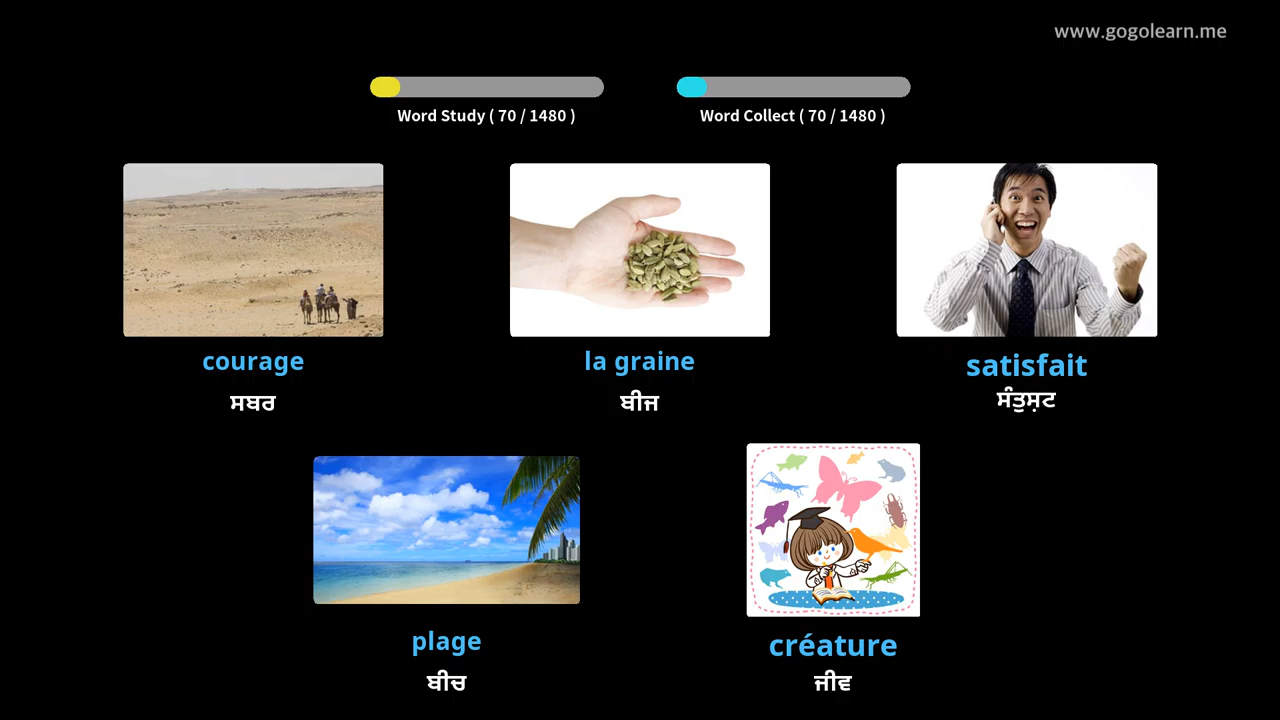 www.gogolearn.me
Word Study ( 70 / 1480 )
Word Collect ( 70 / 1480 )
courage
ਸਬਰ
la graine
ਬੀਜ
satisfait
ਸੰਤੁਸ਼ਟ
plage
ਬੀਚ
créature
ਜੀਵ